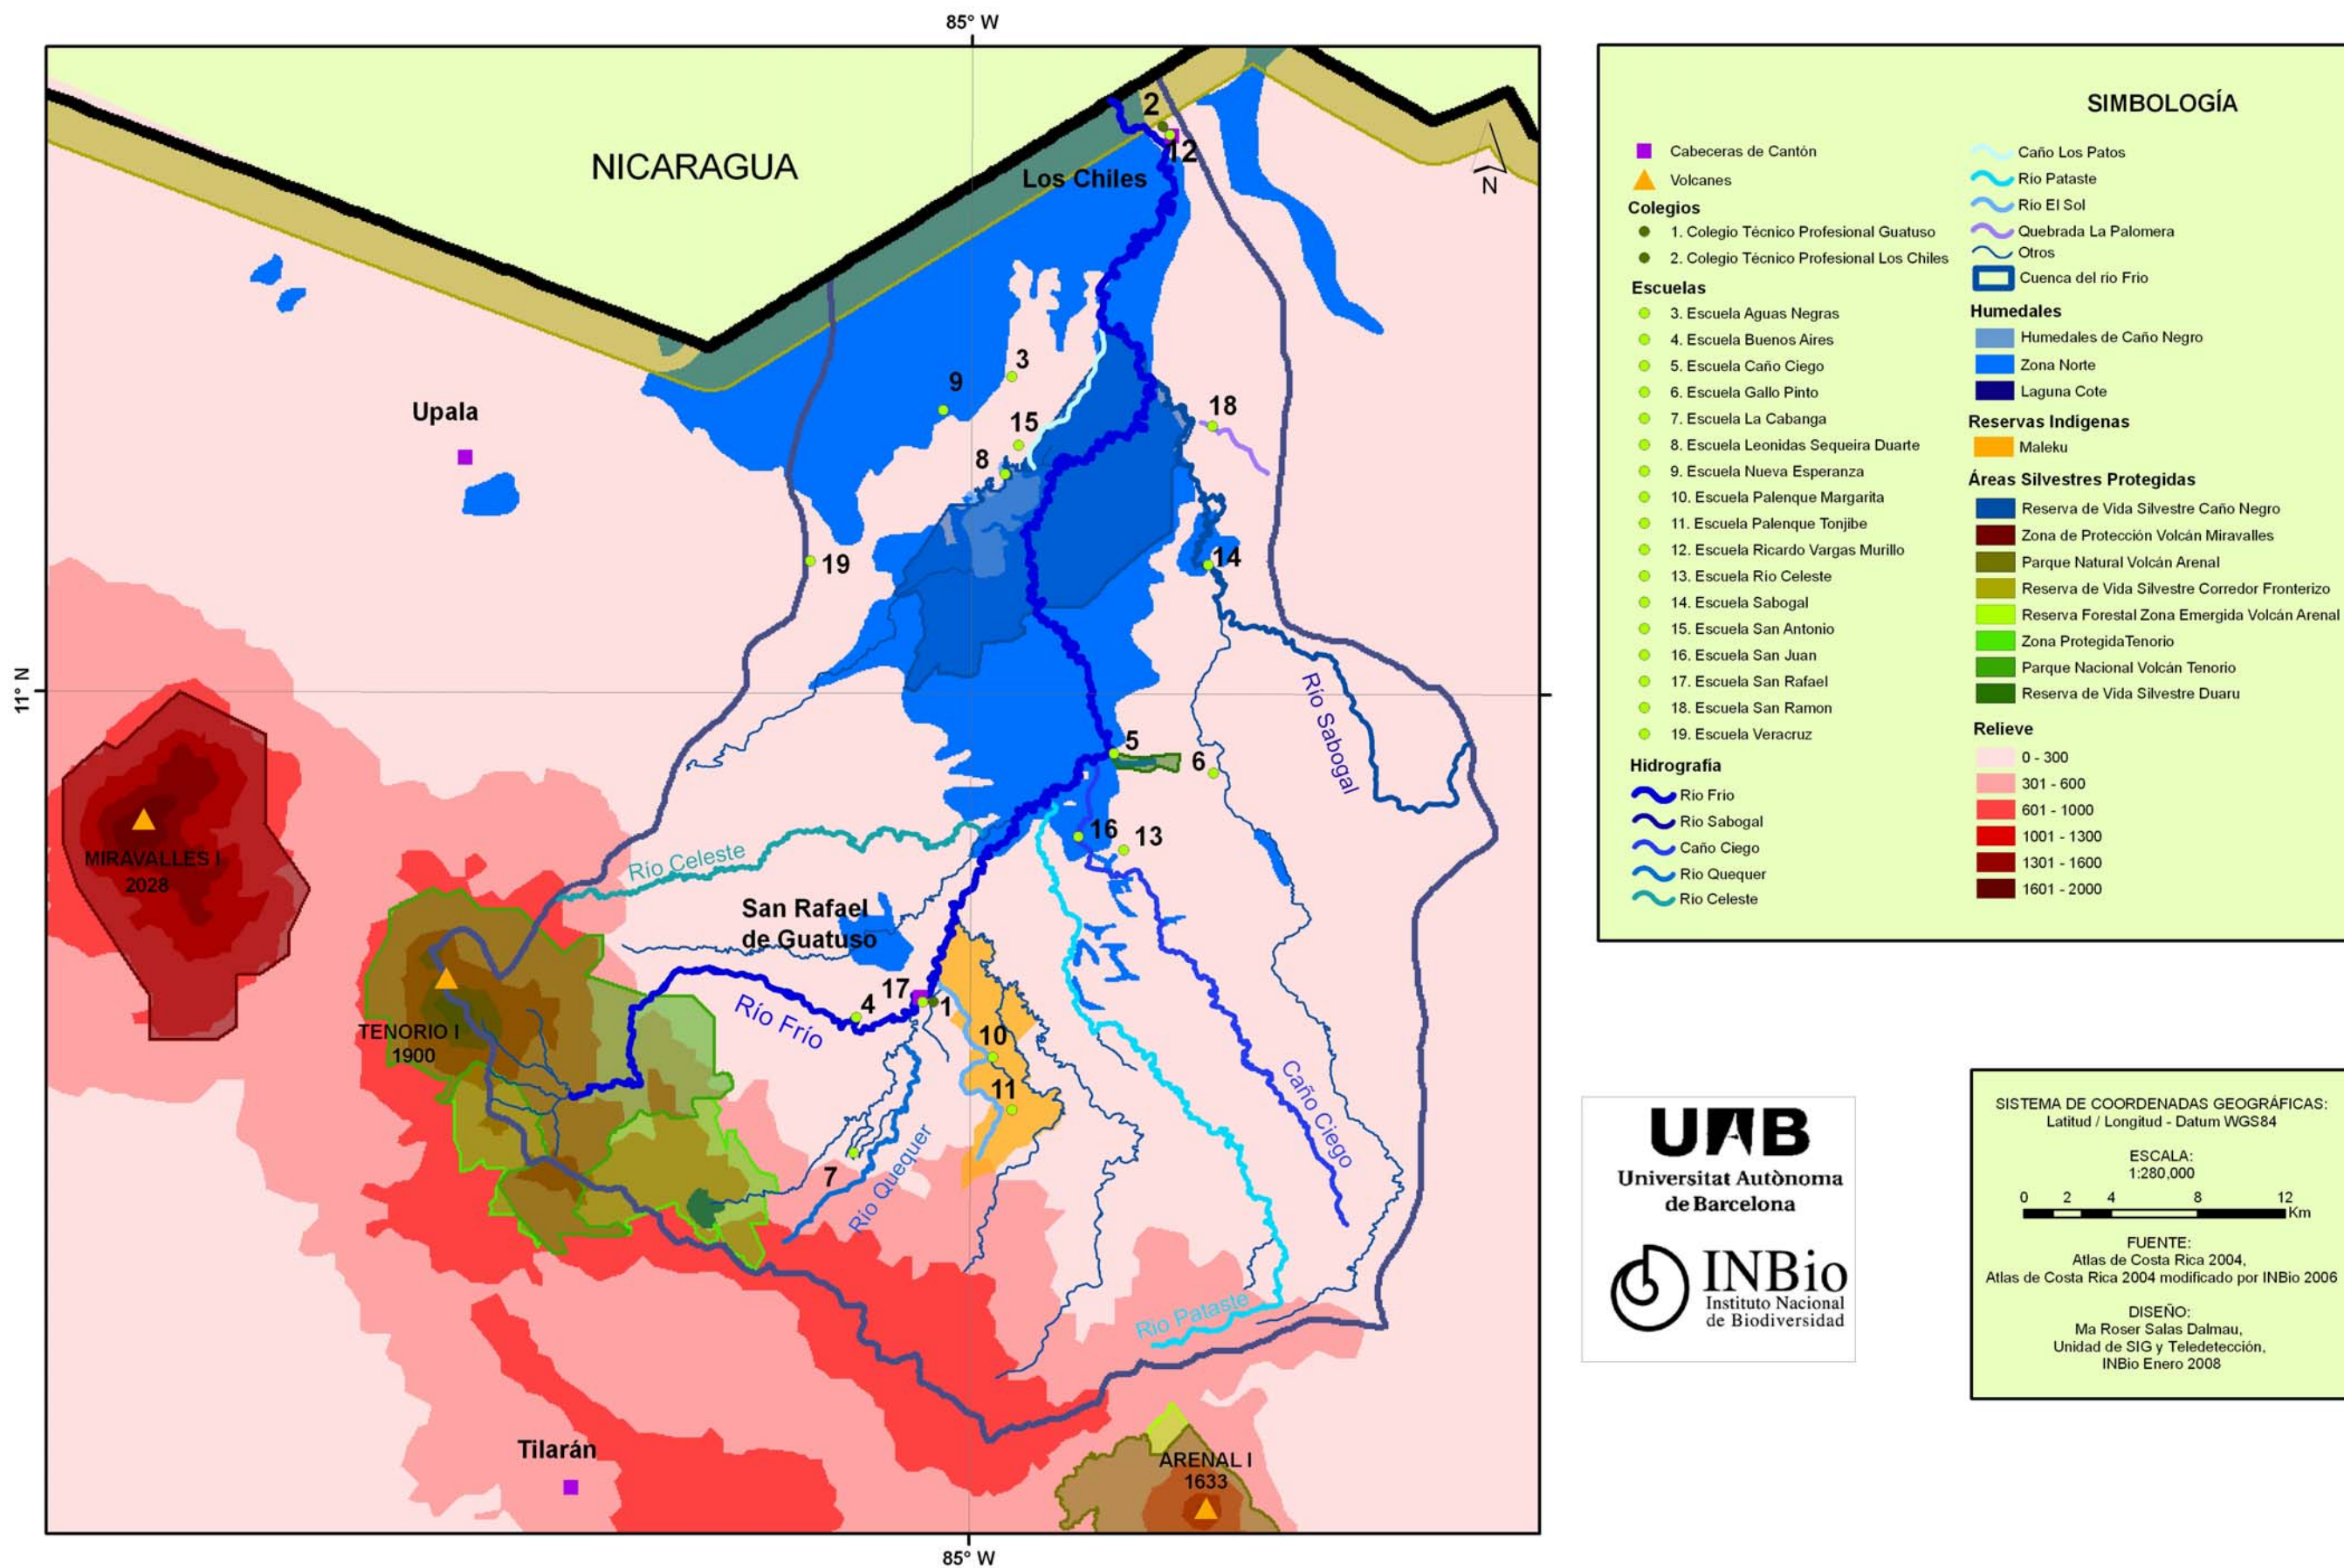 85° W
NICARAGUA
2
12
Los Chiles
N
3
9
18
Upala
15
8
14
19
11° N
Río Sabogal
5
6
16
13
MIRAVALLES I
2028
Río Celeste
San Rafael
de Guatuso
17
1
4
Río Frío
TENORIO I
1900
10
11
Caño Ciego
7
Rio Quequer
Rio Pataste
Tilarán
ARENAL I
1633
85° W
SIMBOLOGÍA
Cabeceras de Cantón
Volcanes
Colegios
1. Colegio Técnico Profesional Guatuso
2. Colegio Técnico Profesional Los Chiles
Escuelas
3. Escuela Aguas Negras
4. Escuela Buenos Aires
5. Escuela Caño Ciego
6. Escuela Gallo Pinto
7. Escuela La Cabanga
8. Escuela Leonidas Sequeira Duarte
9. Escuela Nueva Esperanza
10. Escuela Palenque Margarita
11. Escuela Palenque Tonjibe
12. Escuela Ricardo Vargas Murillo
13. Escuela Río Celeste
14. Escuela Sabogal
15. Escuela San Antonio
16. Escuela San Juan
17. Escuela San Rafael
18. Escuela San Ramon
19. Escuela Veracruz
Hidrografía
Rio Frio
Rio Sabogal
Caño Ciego
Rio Quequer
Rio Celeste
Caño Los Patos
Rio Pataste
Rio El Sol
Quebrada La Palomera
Otros
Cuenca del río Frío
Humedales
Humedales de Caño Negro
Zona Norte
Laguna Cote
Reservas Indígenas
Maleku
Áreas Silvestres Protegidas
Reserva de Vida Silvestre Caño Negro
Zona de Protección Volcán Miravalles
Parque Natural Volcán Arenal
Reserva de Vida Silvestre Corredor Fronterizo
Reserva Forestal Zona Emergida Volcán Arenal
Zona ProtegidaTenorio
Parque Nacional Volcán Tenorio
Reserva de Vida Silvestre Duaru
Relieve
0 - 300
301 - 600
601 - 1000
1001 - 1300
1301 - 1600
1601 - 2000
UAB
Universitat Autònoma
de Barcelona
INBio
Instituto Nacional
de Biodiversidad
SISTEMA DE COORDENADAS GEOGRÁFICAS:
Latitud / Longitud - Datum WGS84
ESCALA:
1:280,000
0 2 4 8 12
Km
FUENTE:
Atlas de Costa Rica 2004,
Atlas de Costa Rica 2004 modificado por INBio 2006
DISEÑO:
Ma Roser Salas Dalmau,
Unidad de SIG y Teledetección,
INBio Enero 2008